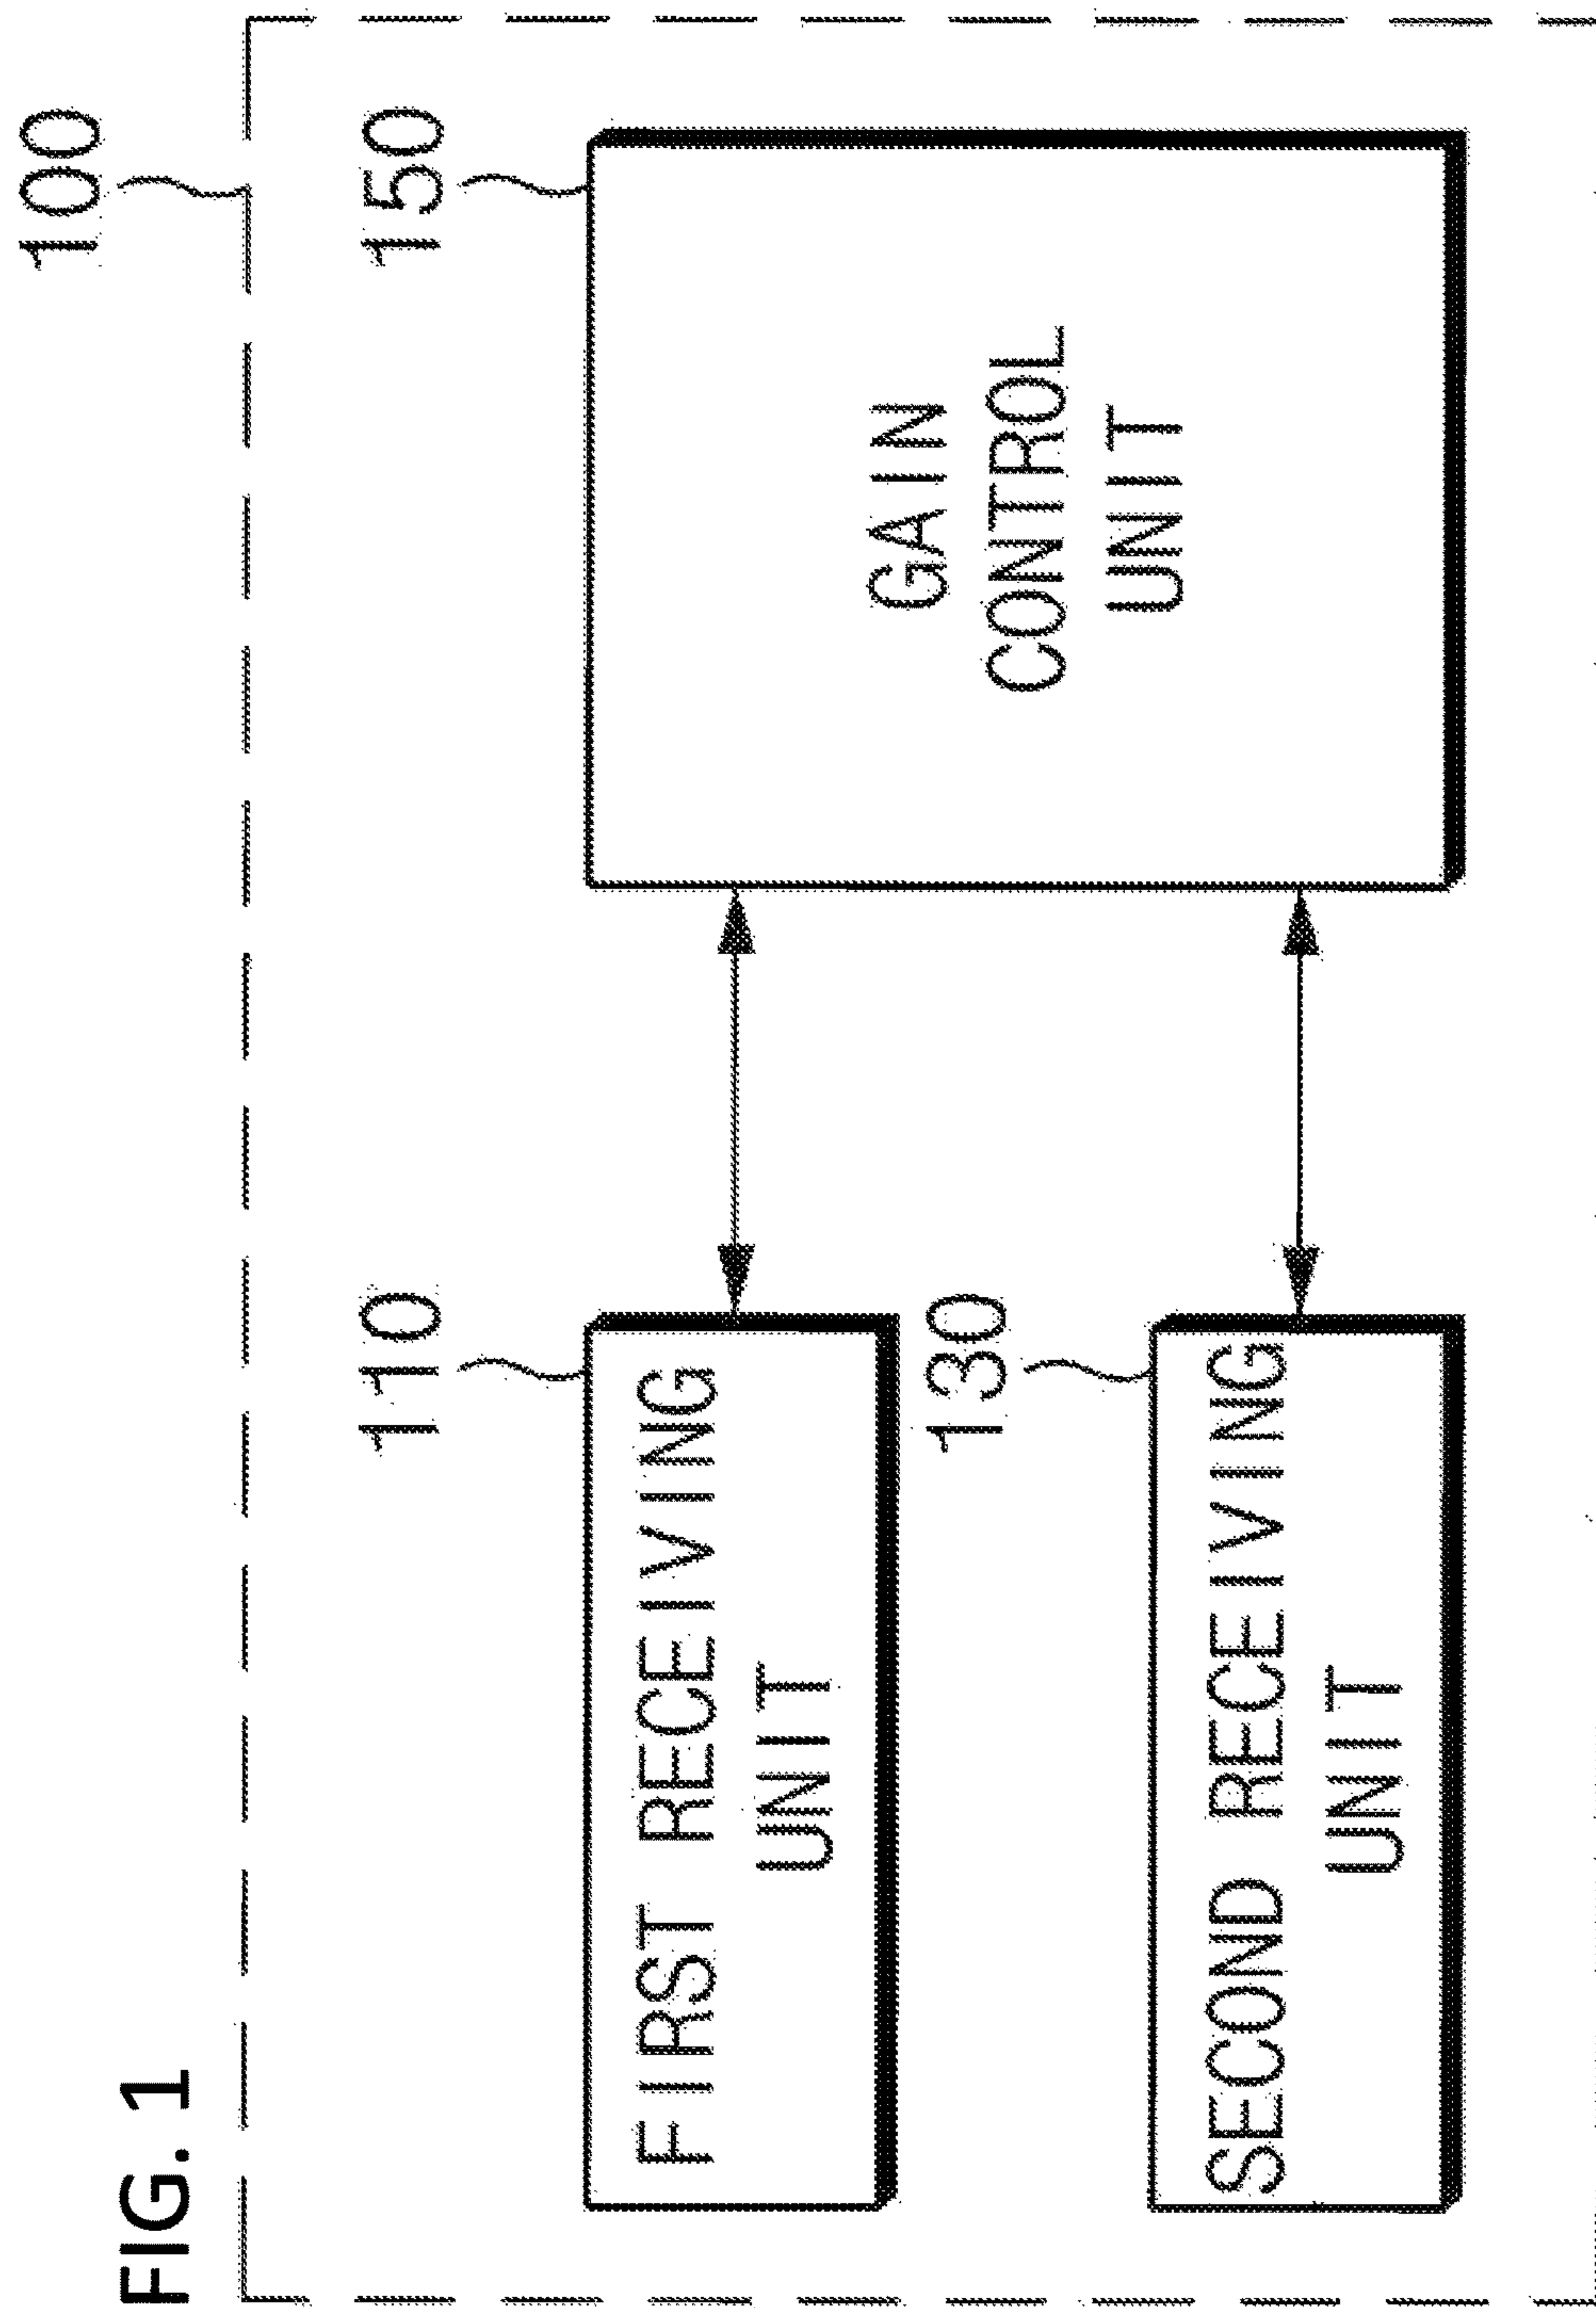 FIG. 1
100
110
FIRST RECEIVING
UNIT
130
SECOND RECEIVING
UNIT
150
GAIN
CONTROL
UNIT